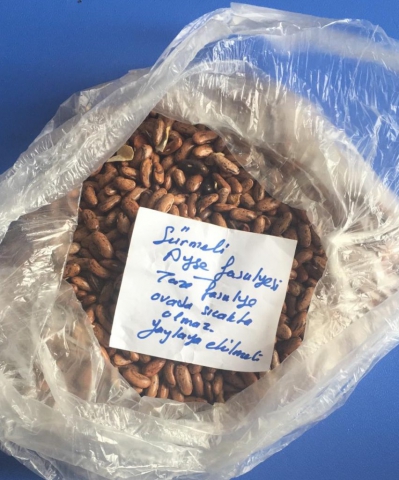 Sürmeli
Ayşe fasulyesi
Taze fasulye
ovada sıcakta
olmaz
yaylaya ekilmeli